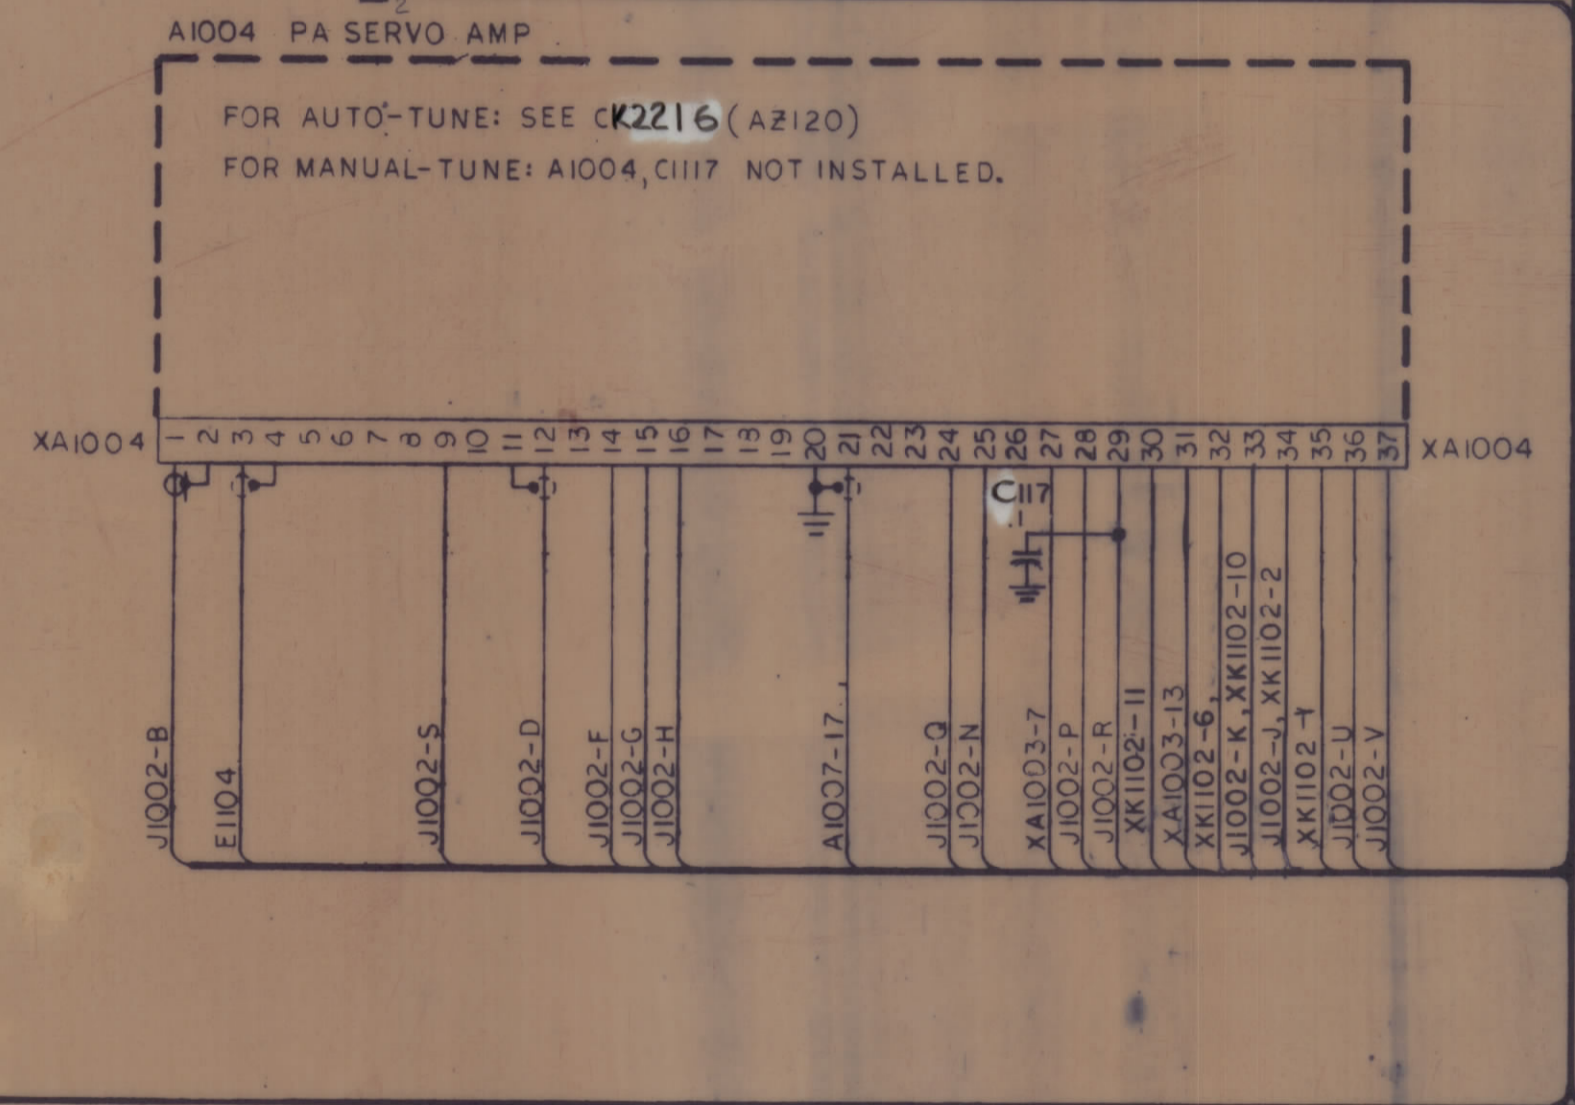 2
A1004 PA SERVO AMP
FOR AUTO-TUNE: SEE CK2216 (AZ120)
FOR MANUAL-TUNE: A1004, C1117 NOT INSTALLED.
XA1004 1 2 3 4 5 6 7 8 9 10 11 12 13 14 15 16 17 18 19 20 21 22 23 24 25 26 27 28 29 30 31 32 33 34 35 36 37 XA1004
C1117
J1002-B
E1104
J1002-S
J1002-D
J1002-F
J1002-G
J1002-H
A1007-17
J1002-Q
J1002-N
XA1003-7
J1002-P
J1002-R
XK1102-11
XA1003-13
XK1102-6,
J1002-K, XK1102-10
J1002-J, XK1102-2
XK1102-1
J1002-U
J1002-V